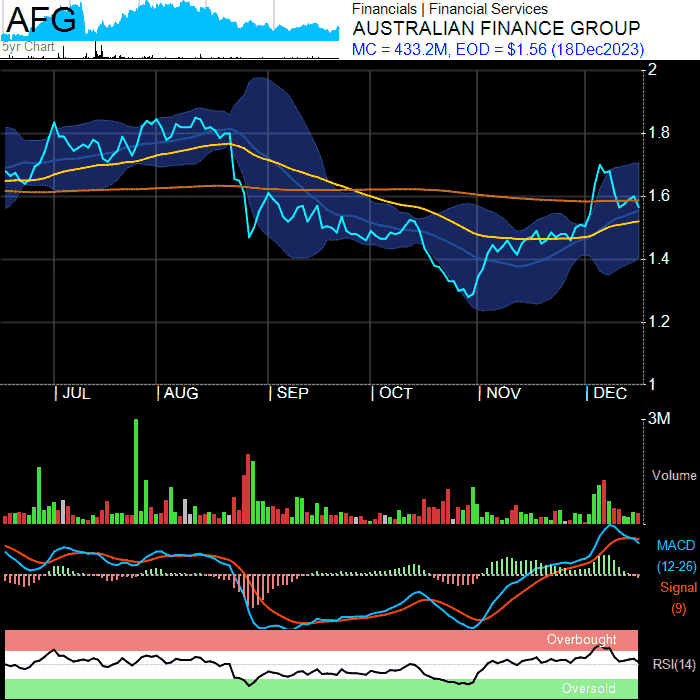 AFG
5yr Chart
Financials | Financial Services
AUSTRALIAN FINANCE GROUP
MC = 433.2M, EOD = $1.56 (18Dec2023)
2
1.8
1.6
1.4
1.2
1
| JUL | AUG | SEP | OCT | NOV | DEC
3M
Volume
MACD
(12-26)
Signal
(9)
Overbought
RSI(14)
Oversold